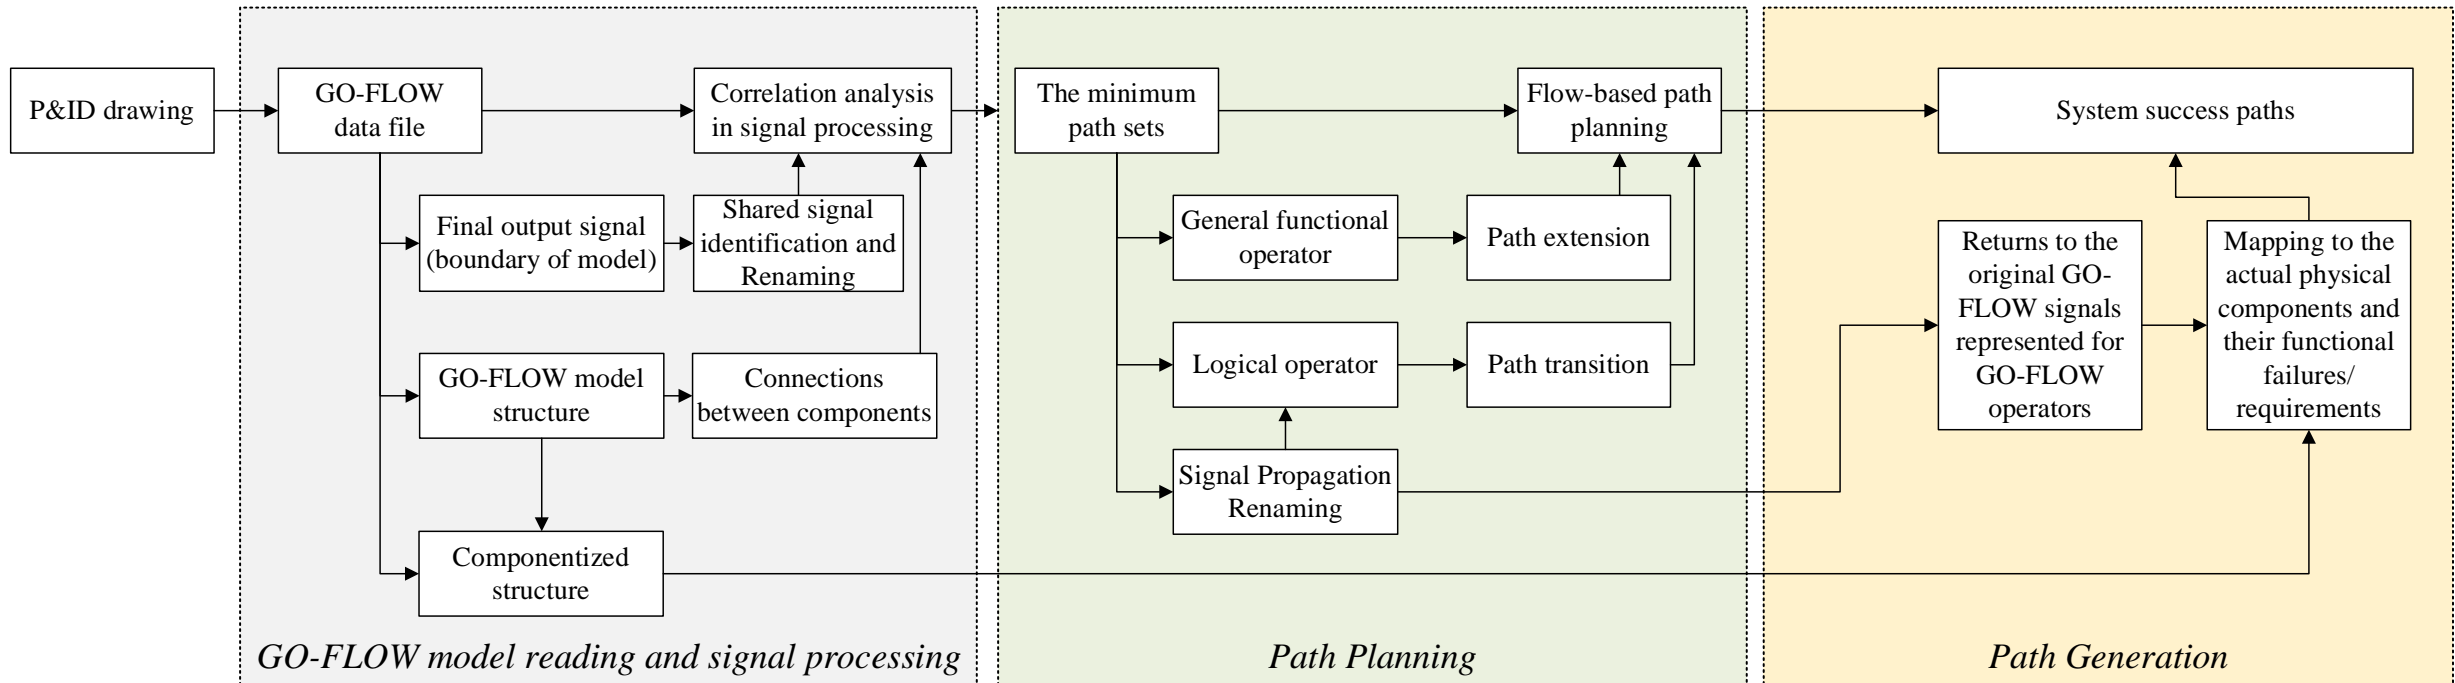 P&ID drawing
GO-FLOW
data file
Correlation analysis
in signal processing
Final output signal
(boundary of model)
Shared signal
identification and
Renaming
GO-FLOW model
structure
Connections
between components
Componentized
structure
GO-FLOW model reading and signal processing
The minimum
path sets
Flow-based path
planning
General functional
operator
Path extension
Logical operator
Path transition
Signal Propagation
Renaming
Path Planning
System success paths
Returns to the
original GO-
FLOW signals
represented for
GO-FLOW
operators
Mapping to the
actual physical
components and
their functional
failures/
requirements
Path Generation